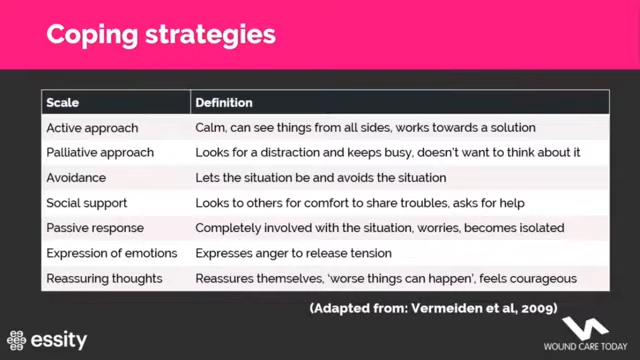 Coping strategies
Scale Definition
Active approach Calm, can see things from all sides, works towards a solution
Palliative approach Looks for a distraction and keeps busy, doesn't want to think about it
Avoidance Lets the situation be and avoids the situation
Social support Looks to others for comfort to share troubles, asks for help
Passive response Completely involved with the situation, worries, becomes isolated
Expression of emotions Expresses anger to release tension
Reassuring thoughts Reassures themselves, 'worse things can happen', feels courageous
(Adapted from: Vermeiden et al, 2009)
essity
WOUND CARE TODAY